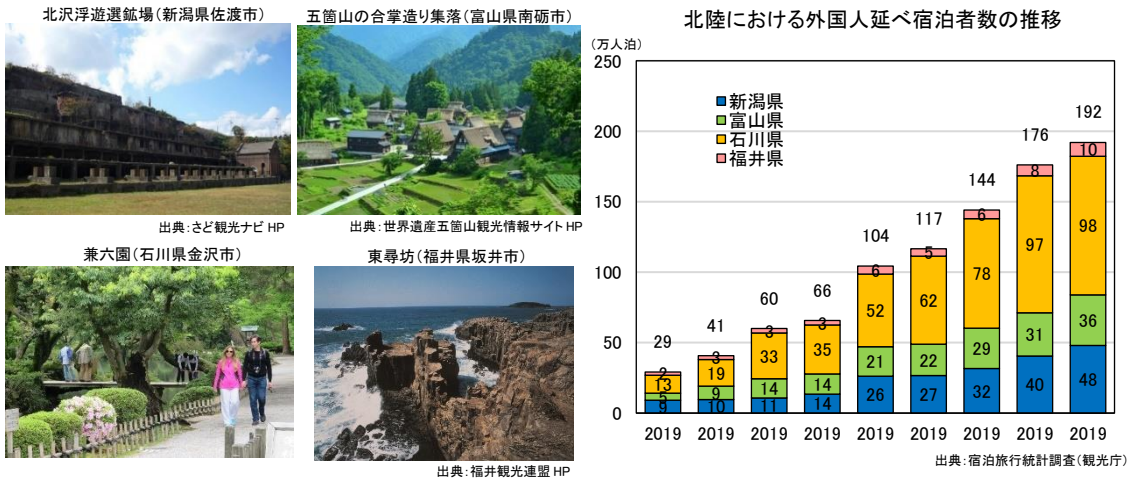 北沢浮遊選鉱場(新潟県佐渡市)
五箇山の合掌造り集落(富山県南砺市)
出典:さど観光ナビHP
出典:世界遺産五箇山観光情報サイトHP
兼六園(石川県金沢市)
東尋坊(福井県坂井市)
出典:福井観光連盟HP
北陸における外国人延べ宿泊者数の推移
(万人泊)
250
200
150
100
50
0
新潟県
富山県
石川県
福井県
29 41 60 66 104 117 144 176 192
2 3 3 3 6 5 6 8 10
13 19 33 35 52 62 78 97 98
5 9 14 14 21 22 29 31 36
9 10 11 14 26 27 32 40 48
2019 2019 2019 2019 2019 2019 2019 2019 2019
出典:宿泊旅行統計調査(観光庁)